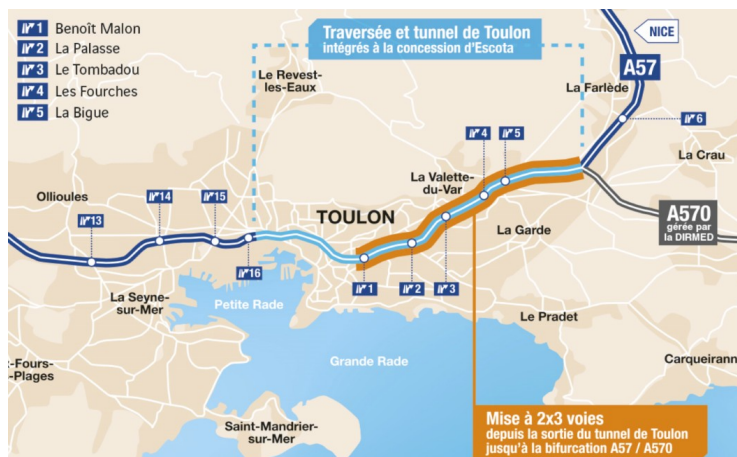 1 Benoît Malon
2 La Palasse
3 Le Tombadou
4 Les Fourches
5 La Bigue
Traversée et tunnel de Toulon
intégrés à la concession d'Escota
NICE
A57
Le Revest-
les-Eaux
La Farlède
6
4
5
La Crau
La Valette-
du-Var
Ollioules
14
15
13
16
TOULON
A570
gérée par
la DIRMED
La Garde
1
2
3
La Seyne-
sur-Mer
Petite Rade
Le Pradet
Grande Rade
-Fours-
-Plages
Carqueirann
Saint-Mandrier-
sur-Mer
Mise à 2x3 voies
depuis la sortie du tunnel de Toulon
jusqu'à la bifurcation A57 / A570